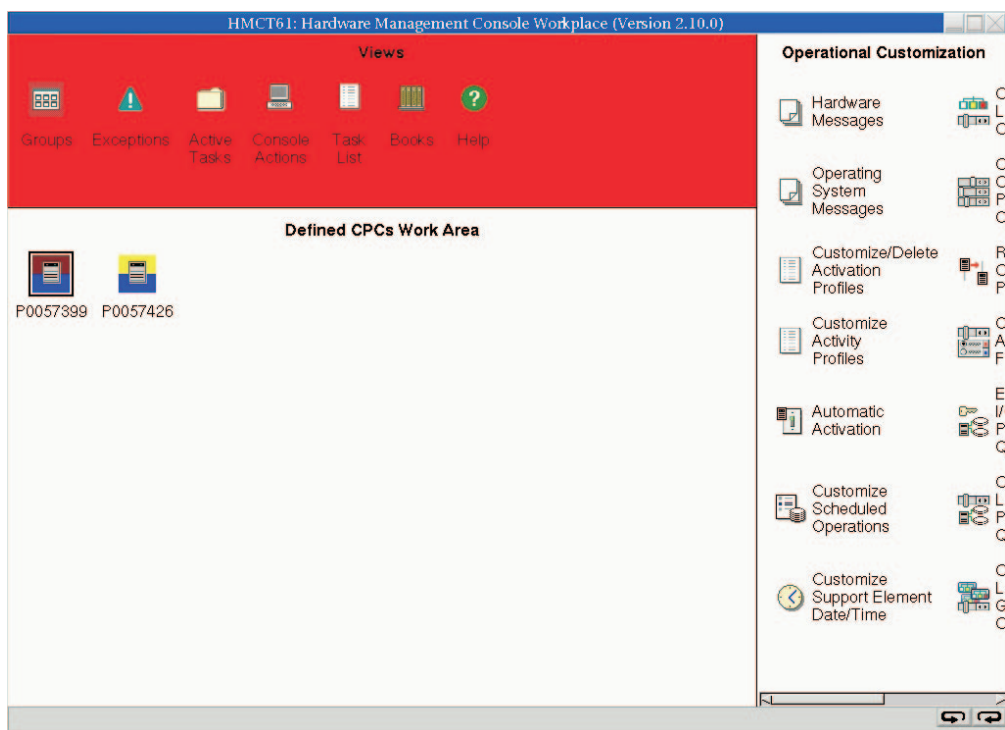 HMCT61: Hardware Management Console Workplace (Version 2.10.0)
Views
Groups
Exceptions
Active
Tasks
Console
Actions
Task
List
Books
Help
Defined CPCs Work Area
P0057399
P0057426
Operational Customization
Hardware
Messages
Operating
System
Messages
Customize/Delete
Activation
Profiles
Customize
Activity
Profiles
Automatic
Activation
Customize
Scheduled
Operations
Customize
Support Element
Date/Time